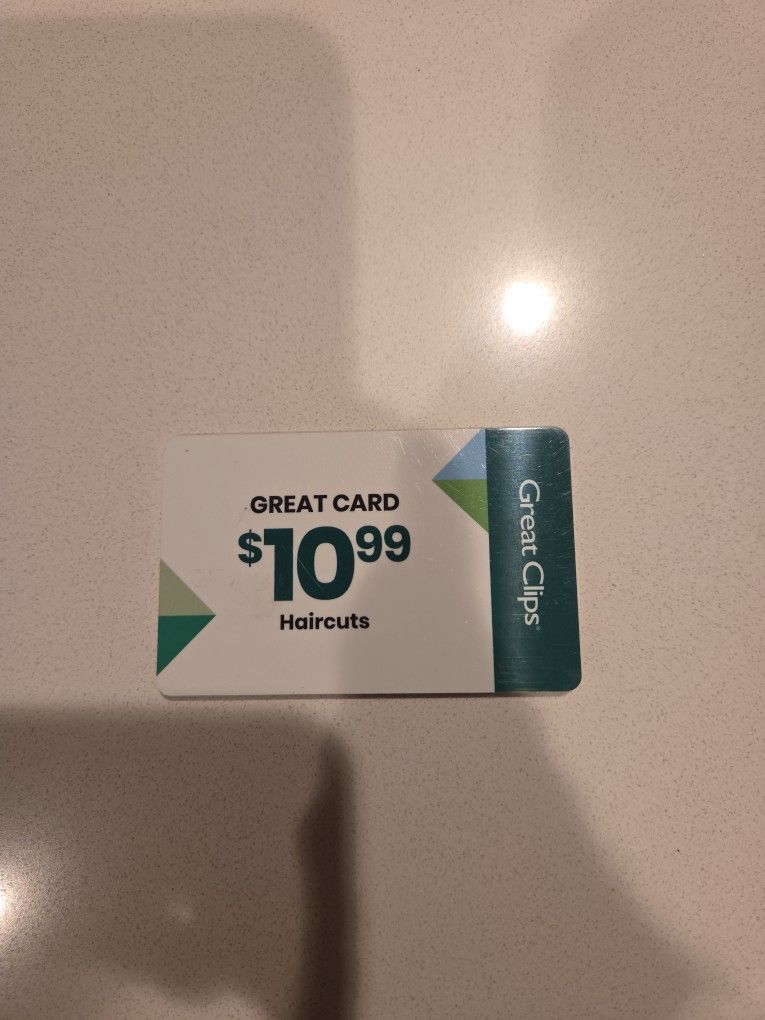 GREAT CARD
$10.99
Haircuts
Great Clips®